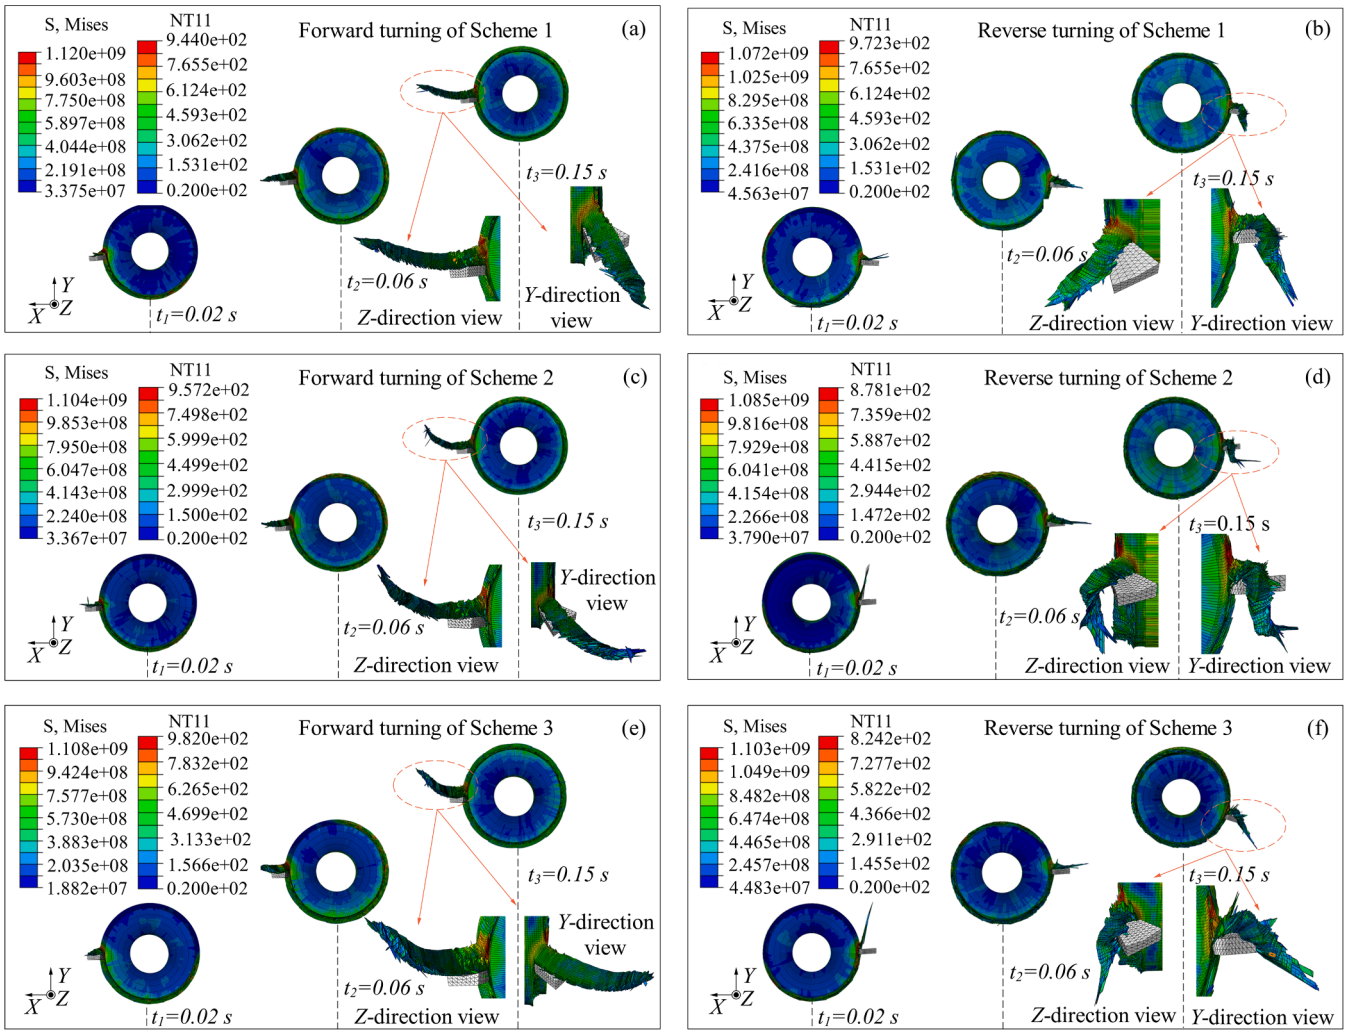 S, Mises
1.120e+09
9.603e+08
7.750e+08
5.897e+08
4.044e+08
2.191e+08
3.375e+07
NT11
9.440e+02
7.655e+02
6.124e+02
4.593e+02
3.062e+02
1.531e+02
0.200e+02
Forward turning of Scheme 1
(a)
t3=0.15 s
t2=0.06 s
t1=0.02 s
Y
X
Z
Z-direction view
Y-direction
view
S, Mises
1.072e+09
1.025e+09
8.295e+08
6.335e+08
4.375e+08
2.416e+08
4.563e+07
NT11
9.723e+02
7.655e+02
6.124e+02
4.593e+02
3.062e+02
1.531e+02
0.200e+02
Reverse turning of Scheme 1
(b)
t3=0.15 s
t2=0.06 s
t1=0.02 s
Y
X
Z
Z-direction view
Y-direction view
S, Mises
1.104e+09
9.853e+08
7.950e+08
6.047e+08
4.143e+08
2.240e+08
3.367e+07
NT11
9.572e+02
7.498e+02
5.999e+02
4.499e+02
2.999e+02
1.500e+02
0.200e+02
Forward turning of Scheme 2
(c)
t3=0.15 s
Y-direction
view
t2=0.06 s
t1=0.02 s
Y
X
Z
Z-direction view
S, Mises
1.085e+09
9.816e+08
7.929e+08
6.041e+08
4.154e+08
2.266e+08
3.790e+07
NT11
8.781e+02
7.359e+02
5.887e+02
4.415e+02
2.944e+02
1.472e+02
0.200e+02
Reverse turning of Scheme 2
(d)
t3=0.15 s
t2=0.06 s
t1=0.02 s
Y
X
Z
Z-direction view
Y-direction view
S, Mises
1.108e+09
9.424e+08
7.577e+08
5.730e+08
3.883e+08
2.035e+08
1.882e+07
NT11
9.820e+02
7.832e+02
6.265e+02
4.699e+02
3.133e+02
1.566e+02
0.200e+02
Forward turning of Scheme 3
(e)
t3=0.15 s
Y-direction
view
t2=0.06 s
t1=0.02 s
Y
X
Z
Z-direction view
S, Mises
1.103e+09
1.049e+09
8.482e+08
6.474e+08
4.465e+08
2.457e+08
4.483e+07
NT11
8.242e+02
7.277e+02
5.822e+02
4.366e+02
2.911e+02
1.455e+02
0.200e+02
Reverse turning of Scheme 3
(f)
t3=0.15 s
t2=0.06 s
t1=0.02 s
Y
X
Z
Z-direction view
Y-direction view